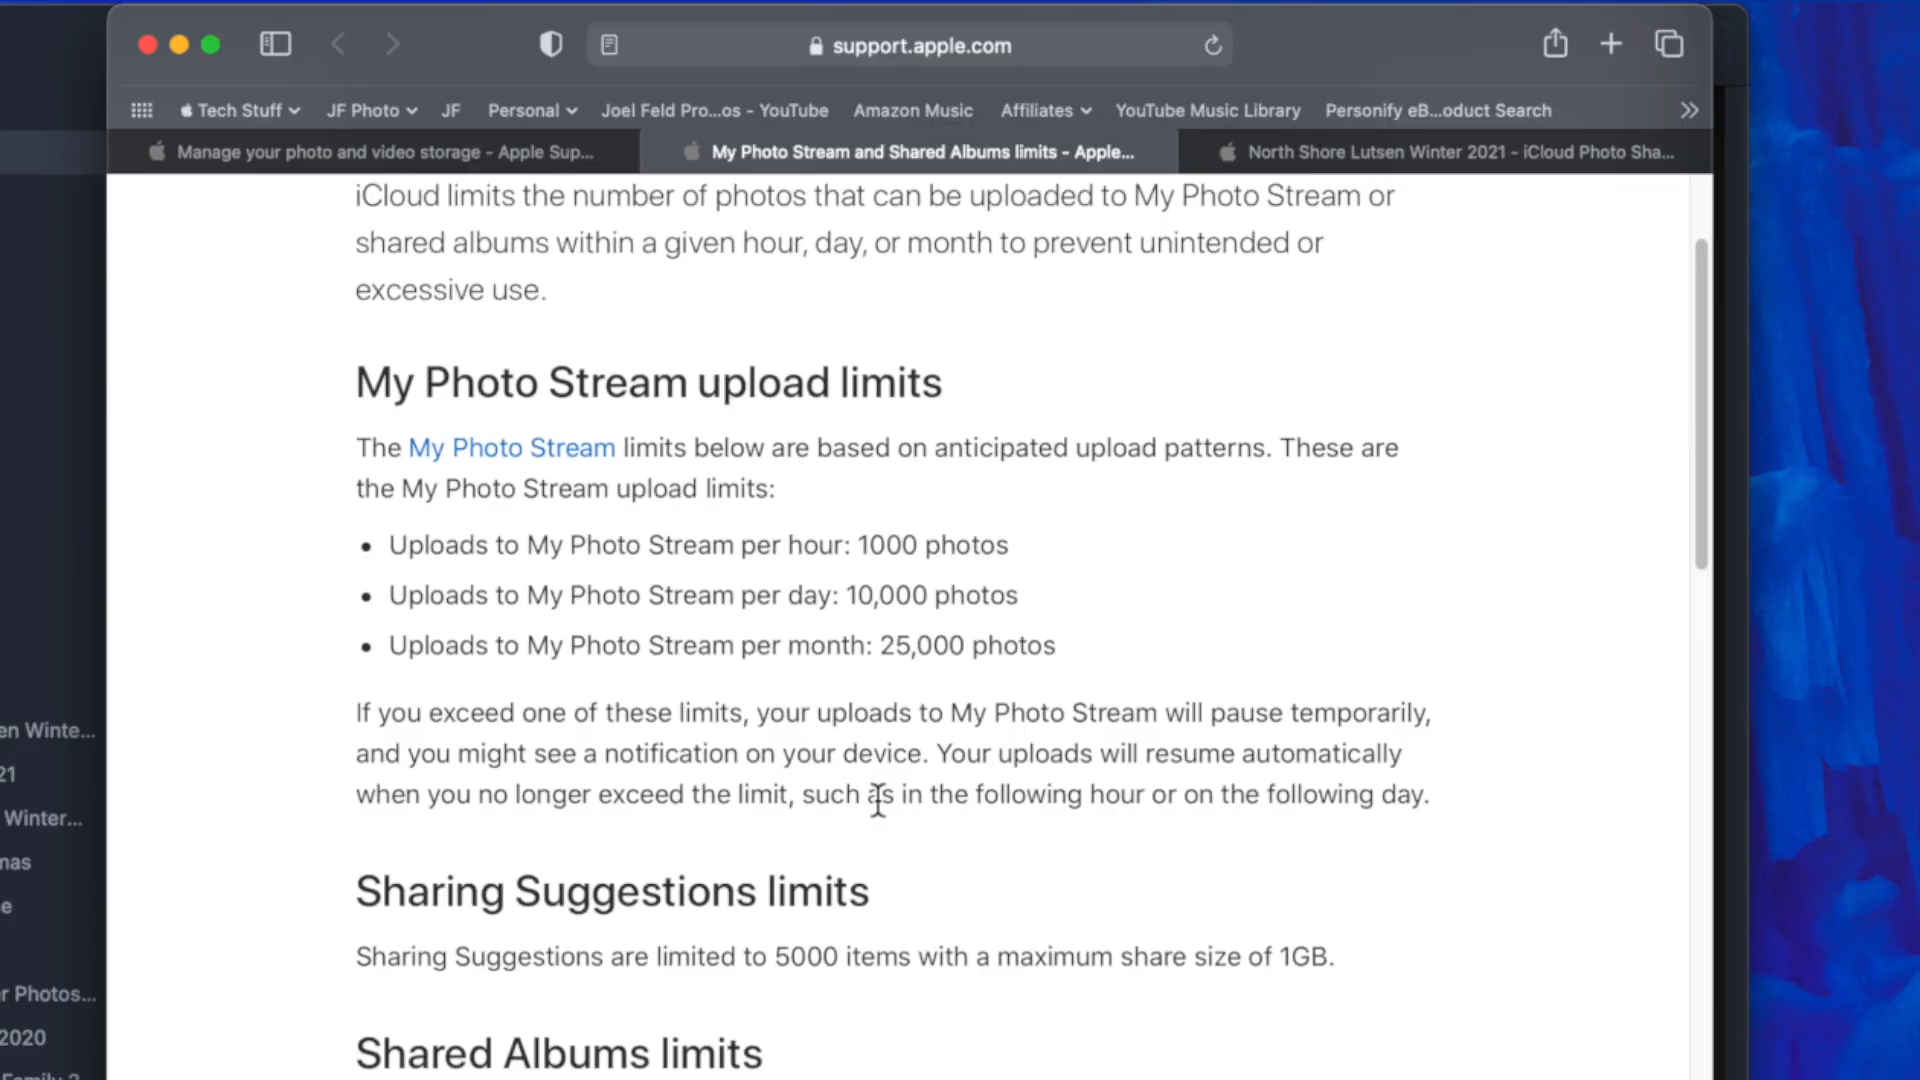 support.apple.com
Tech Stuff
JF Photo
JF
Personal
Joel Feld Pro...os - YouTube
Amazon Music
Affiliates
YouTube Music Library
Personify eB...oduct Search
Manage your photo and video storage - Apple Sup...
My Photo Stream and Shared Albums limits - Apple...
North Shore Lutsen Winter 2021 - iCloud Photo Sha...
iCloud limits the number of photos that can be uploaded to My Photo Stream or
shared albums within a given hour, day, or month to prevent unintended or
excessive use.
My Photo Stream upload limits
The My Photo Stream limits below are based on anticipated upload patterns. These are
the My Photo Stream upload limits:
• Uploads to My Photo Stream per hour: 1000 photos
• Uploads to My Photo Stream per day: 10,000 photos
• Uploads to My Photo Stream per month: 25,000 photos
If you exceed one of these limits, your uploads to My Photo Stream will pause temporarily,
and you might see a notification on your device. Your uploads will resume automatically
when you no longer exceed the limit, such as in the following hour or on the following day.
Sharing Suggestions limits
Sharing Suggestions are limited to 5000 items with a maximum share size of 1GB.
Shared Albums limits
en Winte...
21
Winter...
mas
e
r Photos...
2020